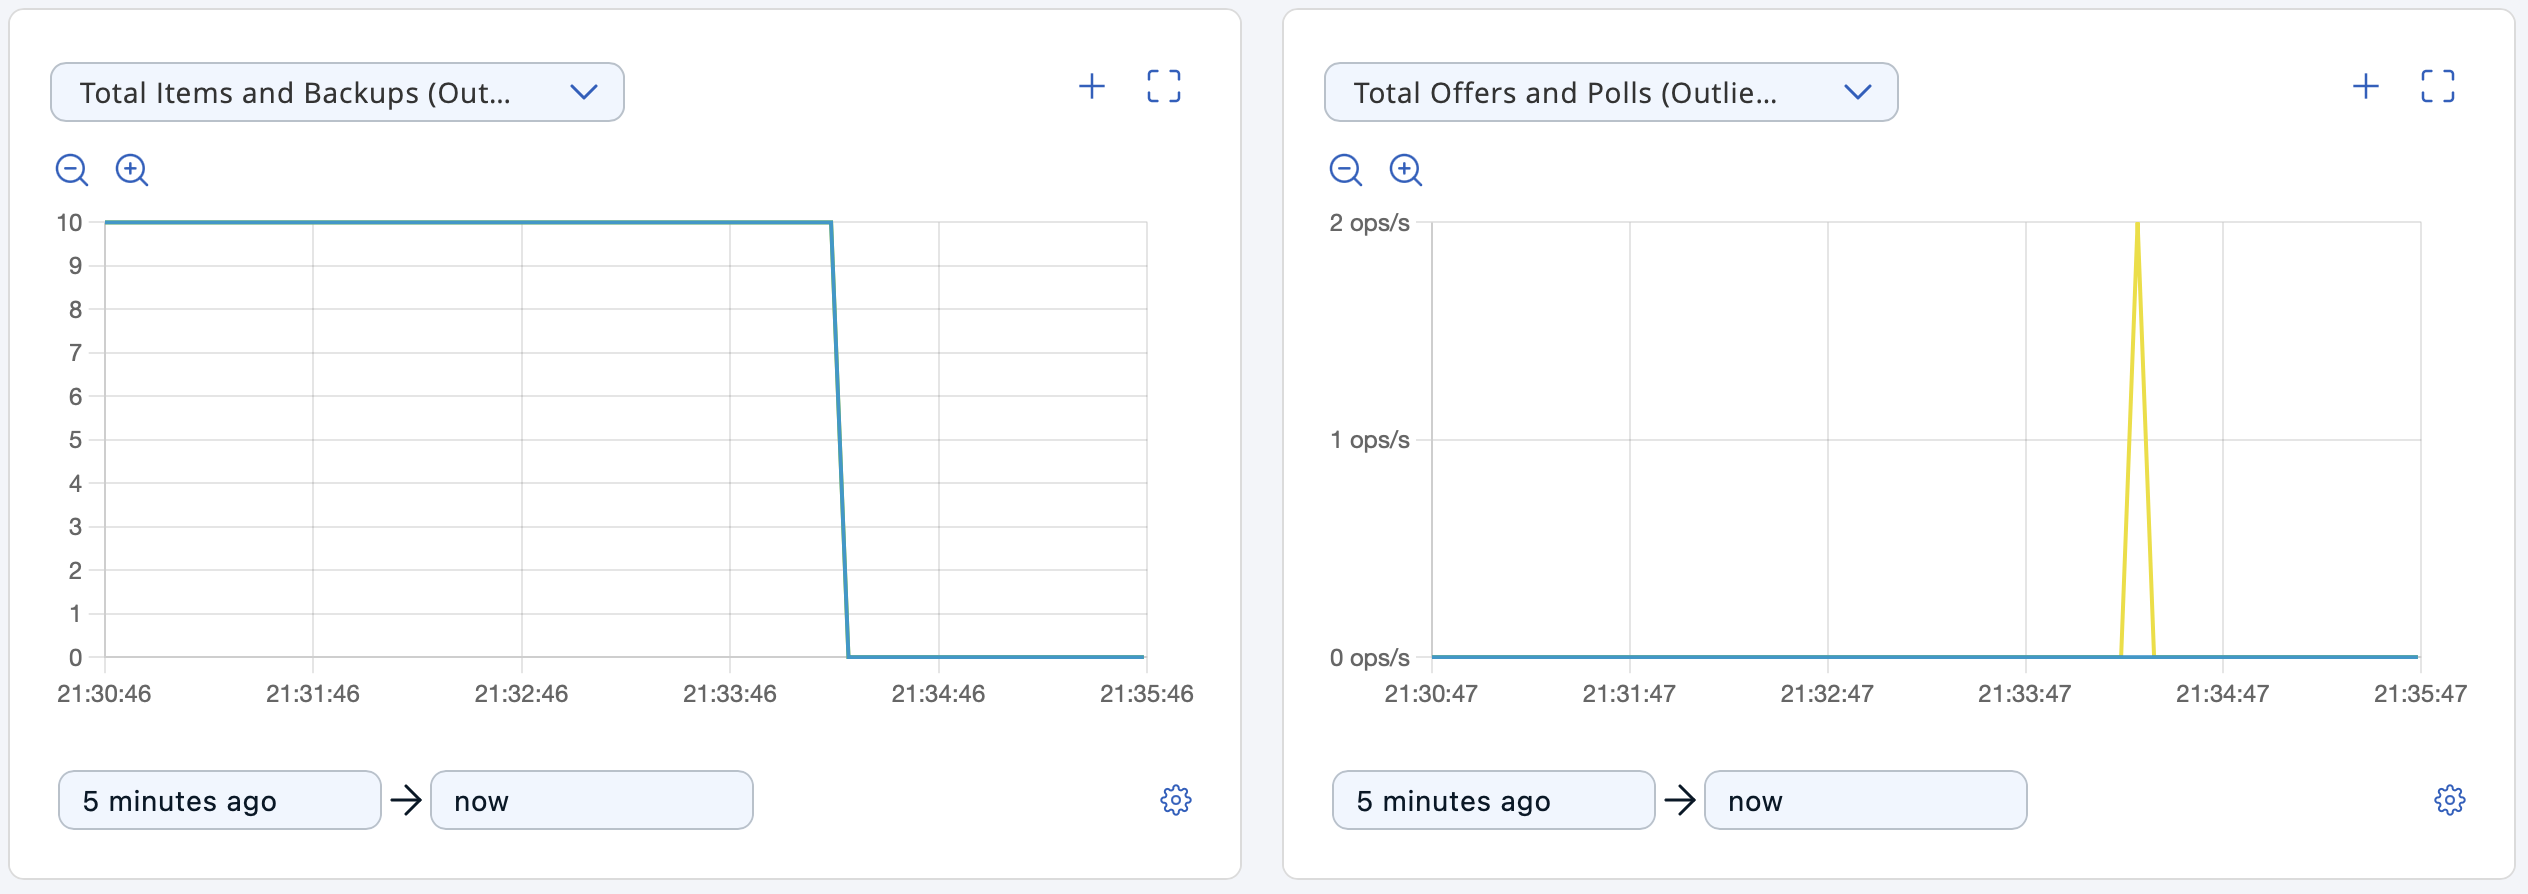 Total Items and Backups (Out...
10
9
8
7
6
5
4
3
2
1
0
21:30:46 21:31:46 21:32:46 21:33:46 21:34:46 21:35:46
5 minutes ago → now
Total Offers and Polls (Outlie...
2 ops/s
1 ops/s
0 ops/s
21:30:47 21:31:47 21:32:47 21:33:47 21:34:47 21:35:47
5 minutes ago → now